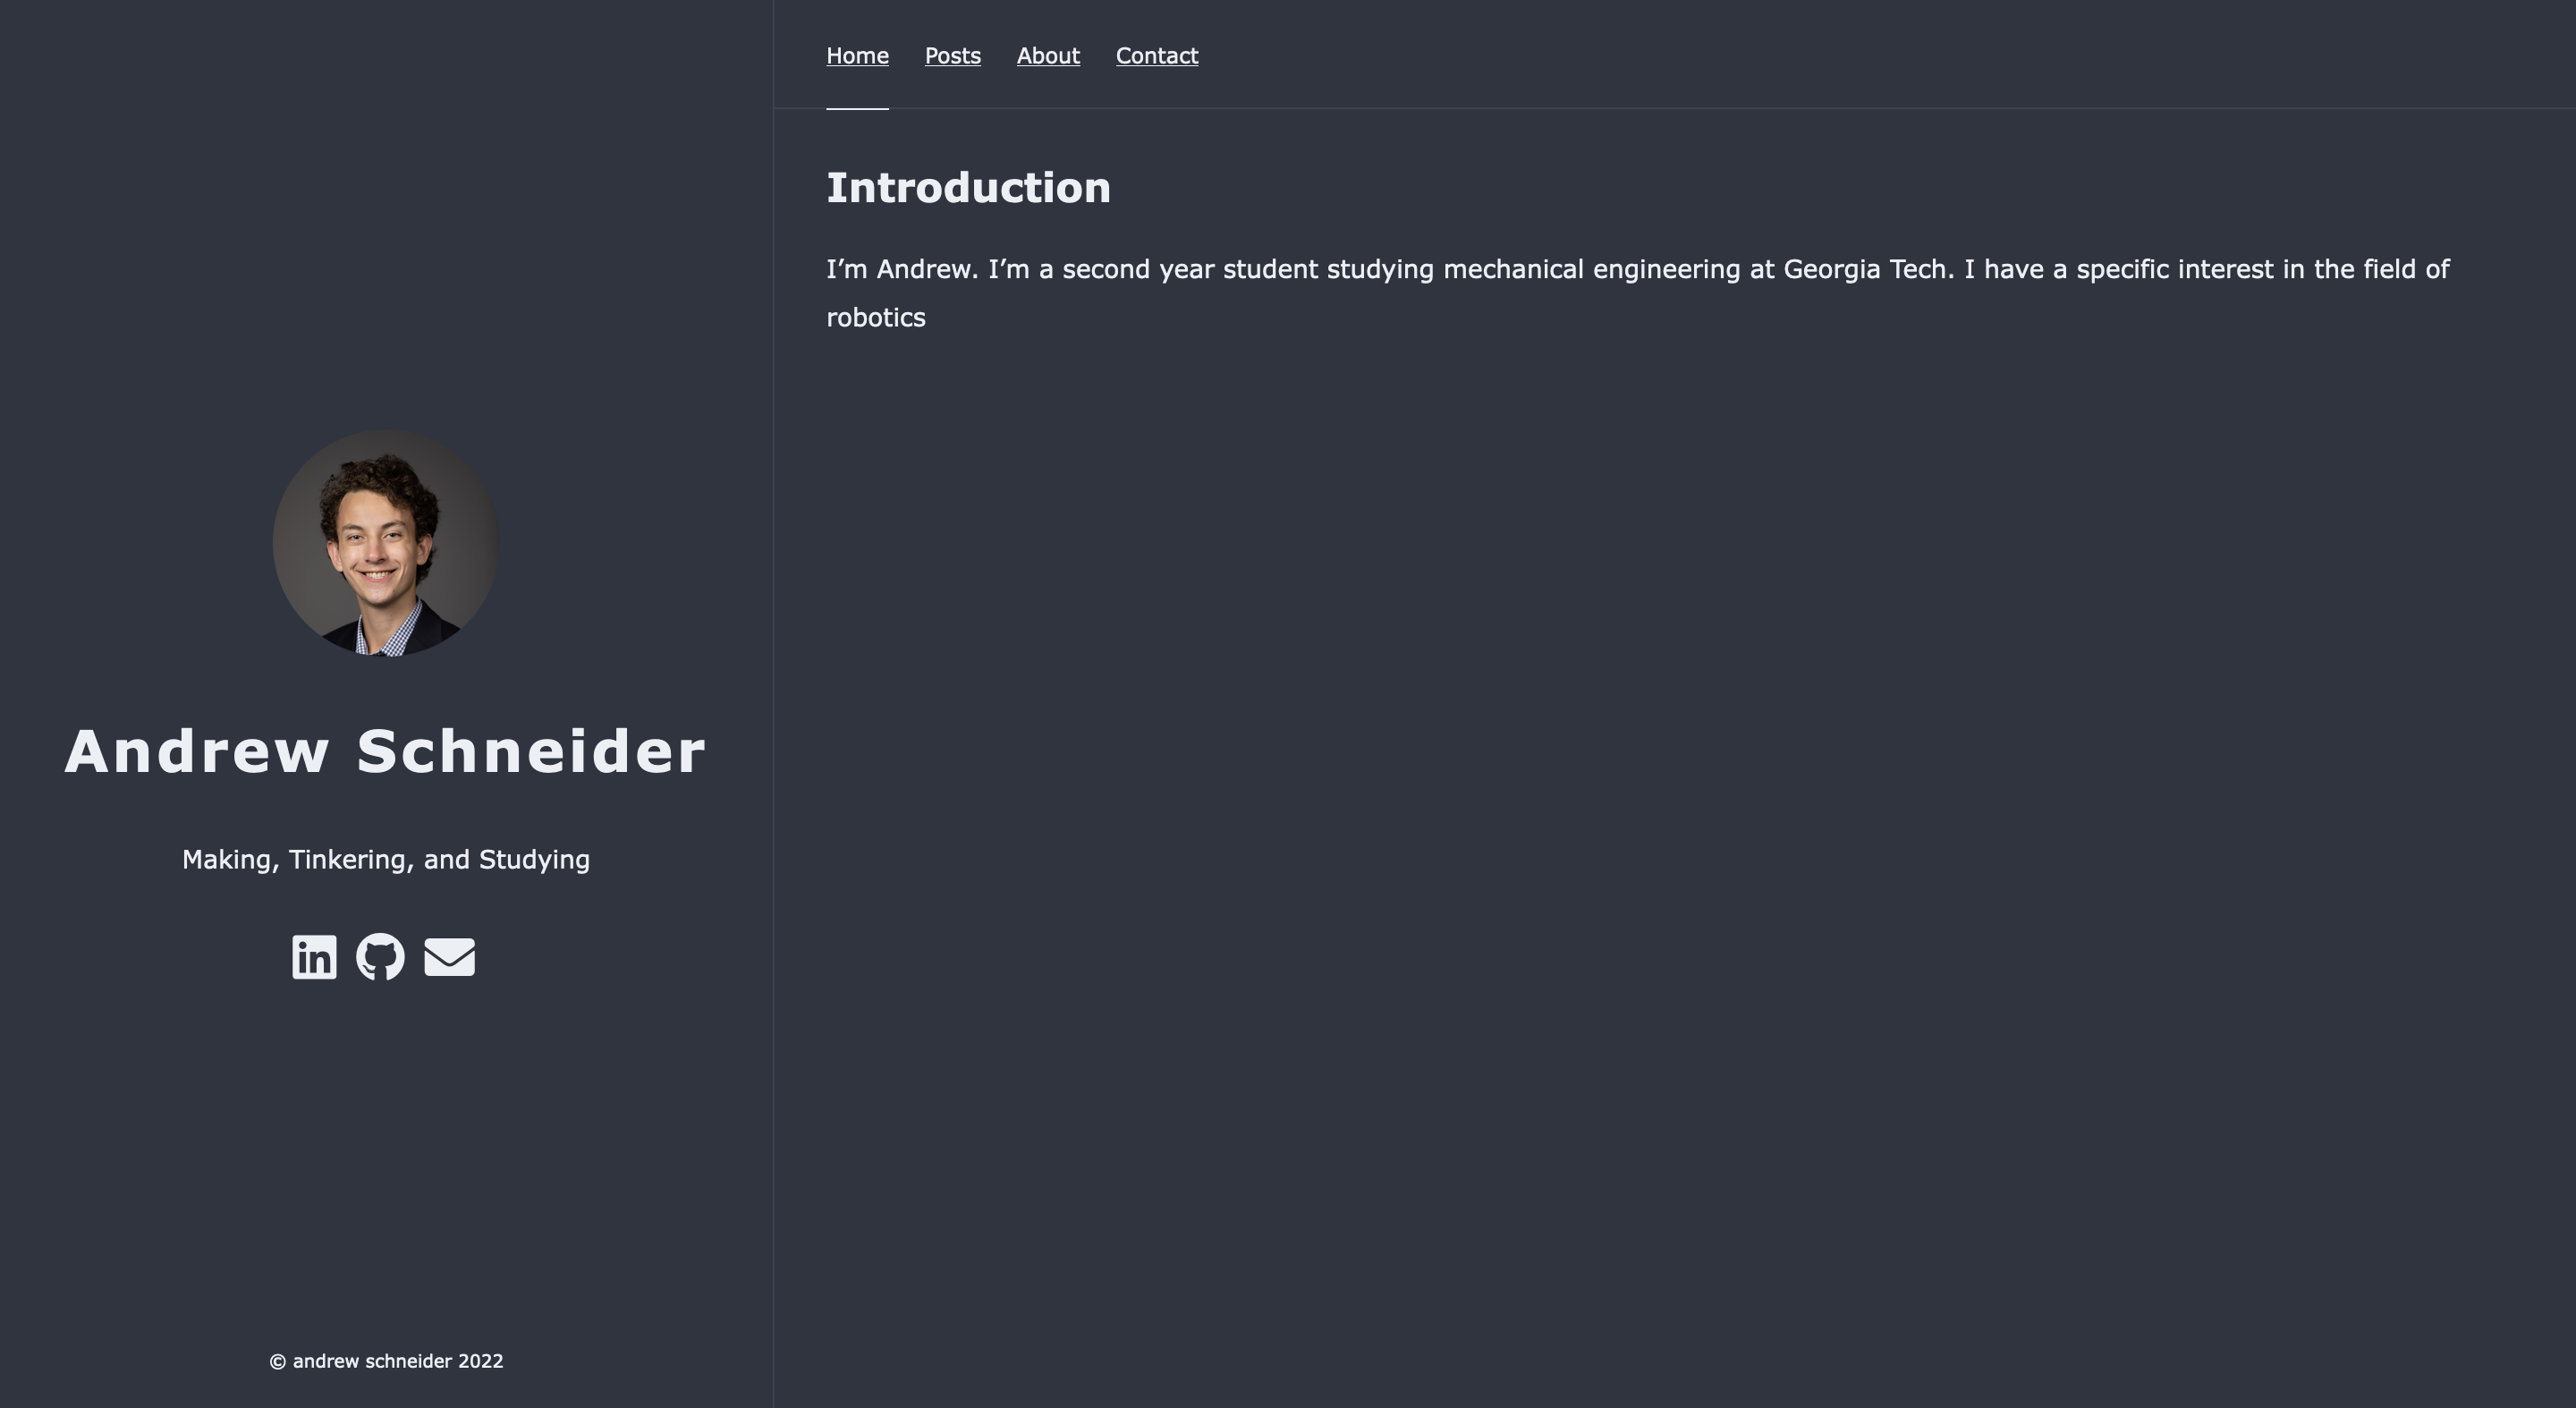 Home Posts About Contact
Introduction
I’m Andrew. I’m a second year student studying mechanical engineering at Georgia Tech. I have a specific interest in the field of
robotics
Andrew Schneider
Making, Tinkering, and Studying
in
© andrew schneider 2022